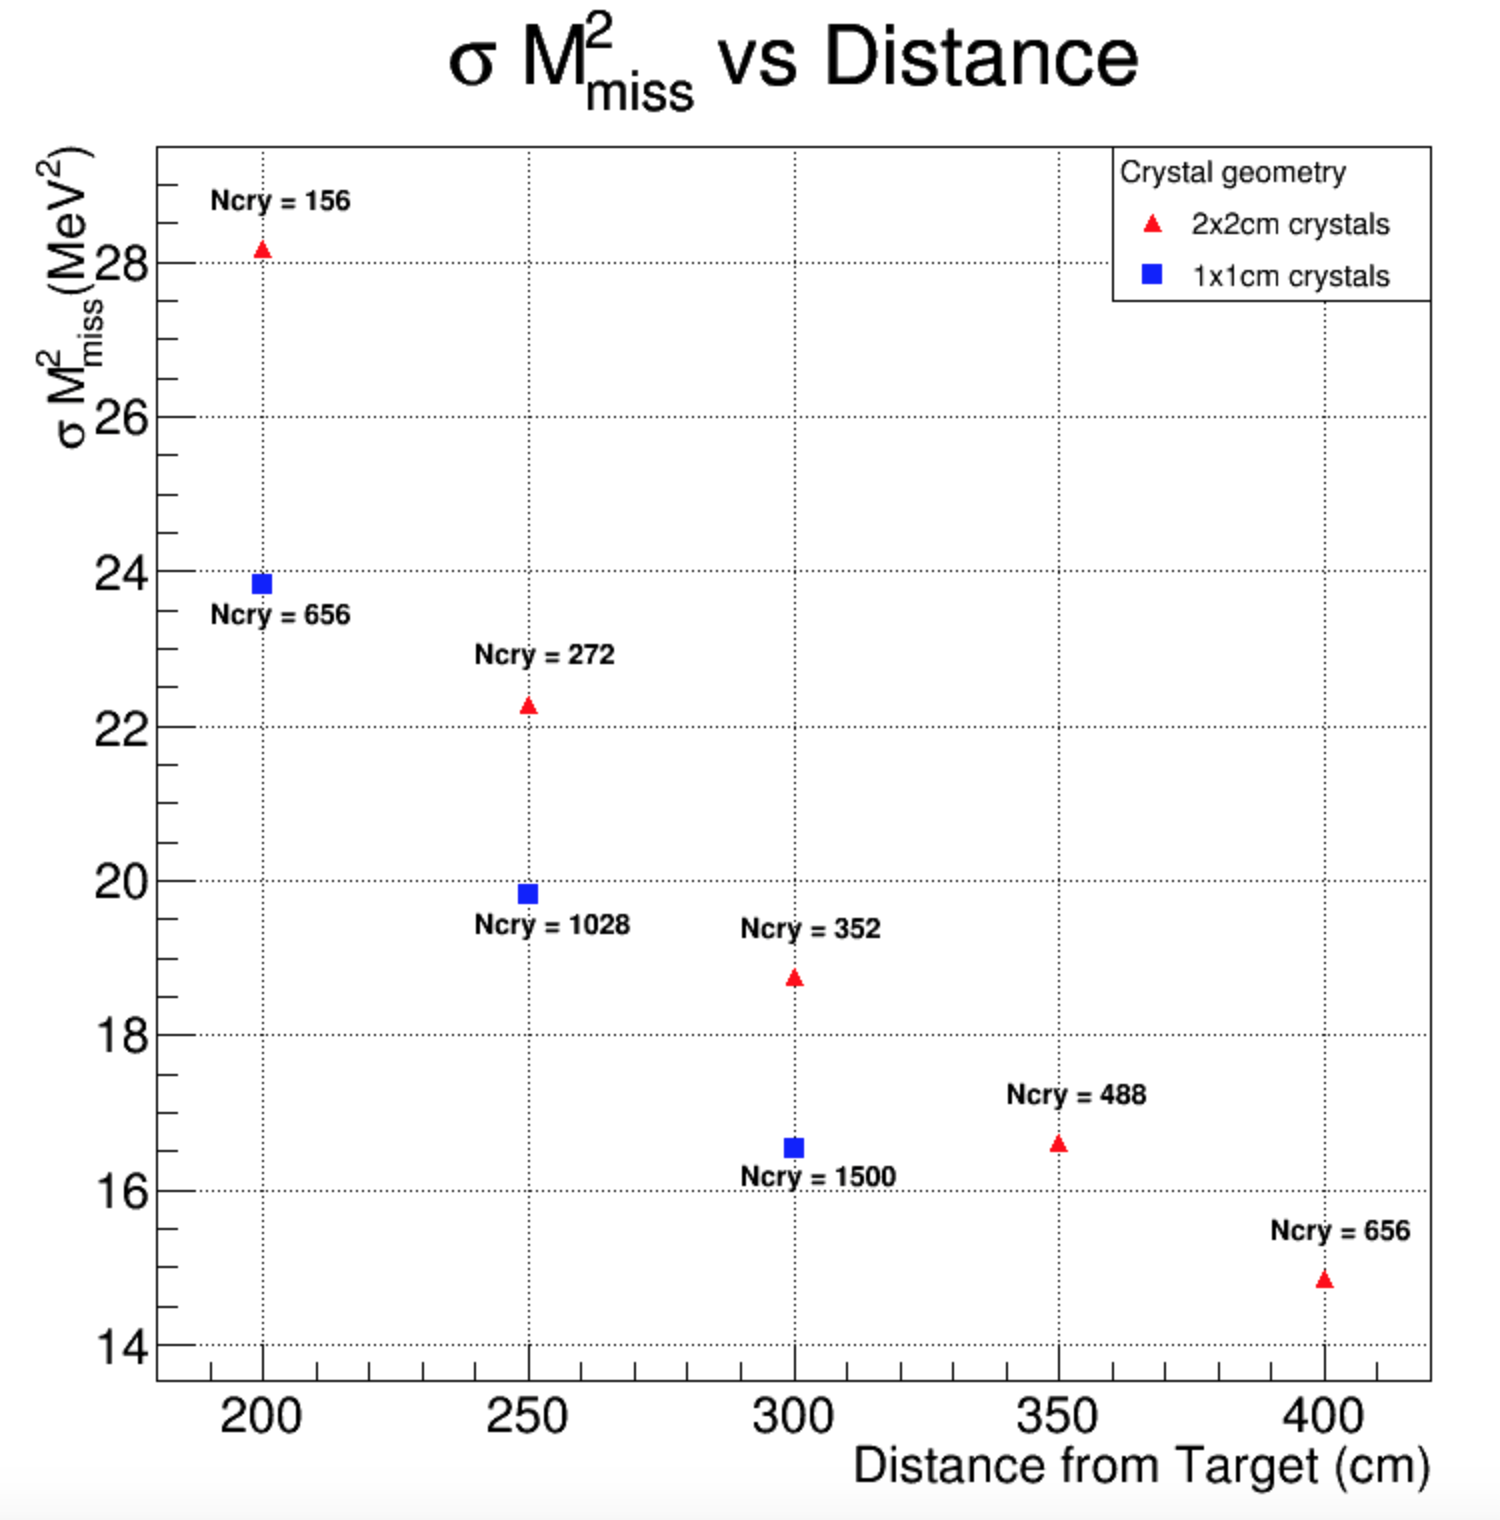 σ M²miss vs Distance
σ M²miss(MeV²)
Crystal geometry
2x2cm crystals
1x1cm crystals
Ncry = 156
28
26
24
Ncry = 656
Ncry = 272
22
20
Ncry = 1028
Ncry = 352
18
Ncry = 488
Ncry = 1500
16
Ncry = 656
14
200 250 300 350 400
Distance from Target (cm)